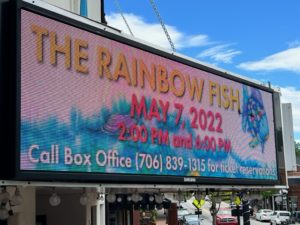 THE RAINBOW FISH
MAY 7, 2022
2:00 PM and 6:00 PM
Call Box Office (706) 839-1315 for ticket reservations